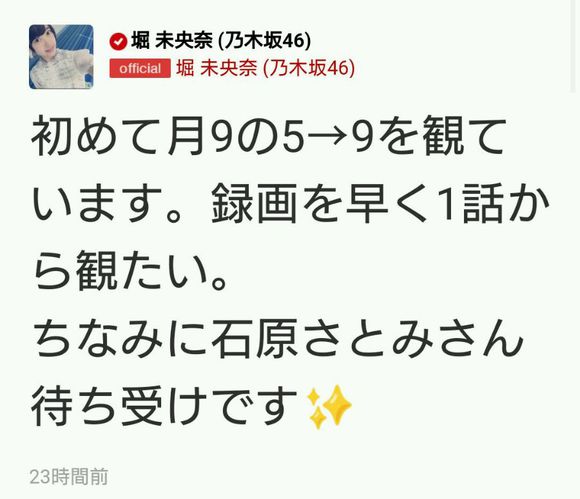 堀 未央奈 (乃木坂46)
official 堀 未央奈 (乃木坂46)
初めて月9の5→9を観て
います。録画を早く1話か
ら観たい。
ちなみに石原さとみさん
待ち受けです✨
23時間前